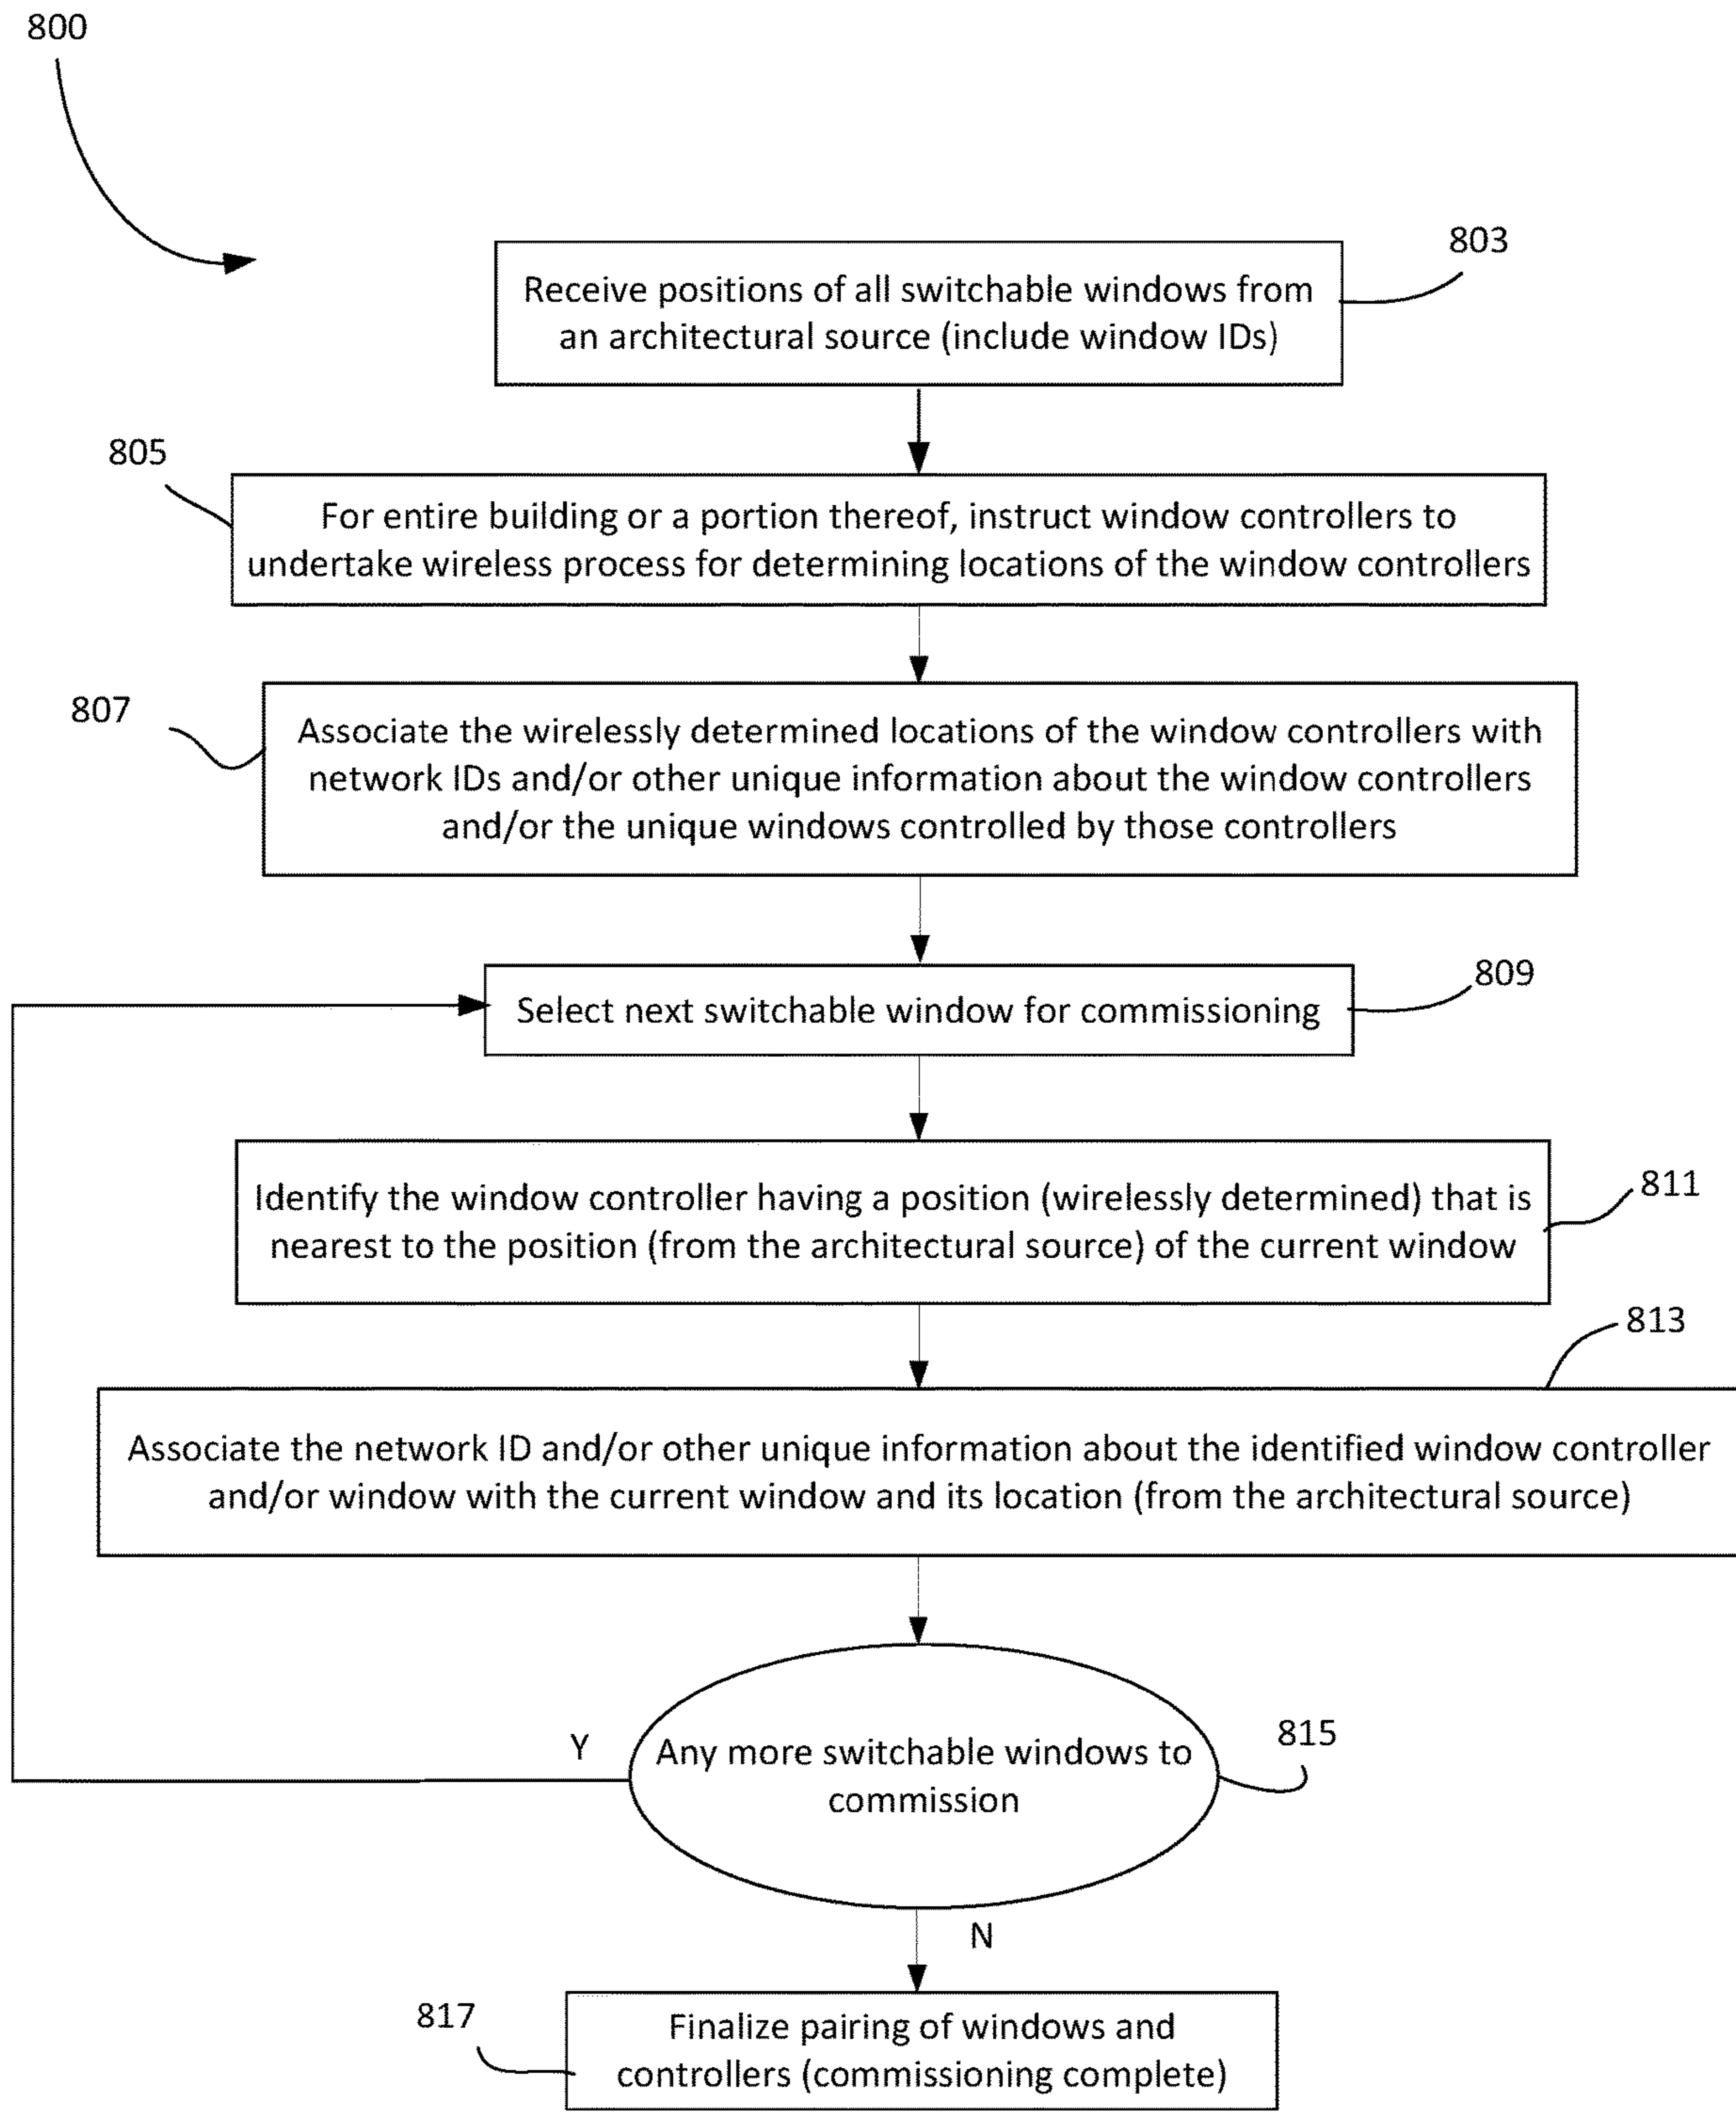 800
803
Receive positions of all switchable windows from
an architectural source (include window IDs)
805
For entire building or a portion thereof, instruct window controllers to
undertake wireless process for determining locations of the window controllers
807
Associate the wirelessly determined locations of the window controllers with
network IDs and/or other unique information about the window controllers
and/or the unique windows controlled by those controllers
809
Select next switchable window for commissioning
811
Identify the window controller having a position (wirelessly determined) that is
nearest to the position (from the architectural source) of the current window
813
Associate the network ID and/or other unique information about the identified window controller
and/or window with the current window and its location (from the architectural source)
Y
815
Any more switchable windows to
commission
N
817
Finalize pairing of windows and
controllers (commissioning complete)